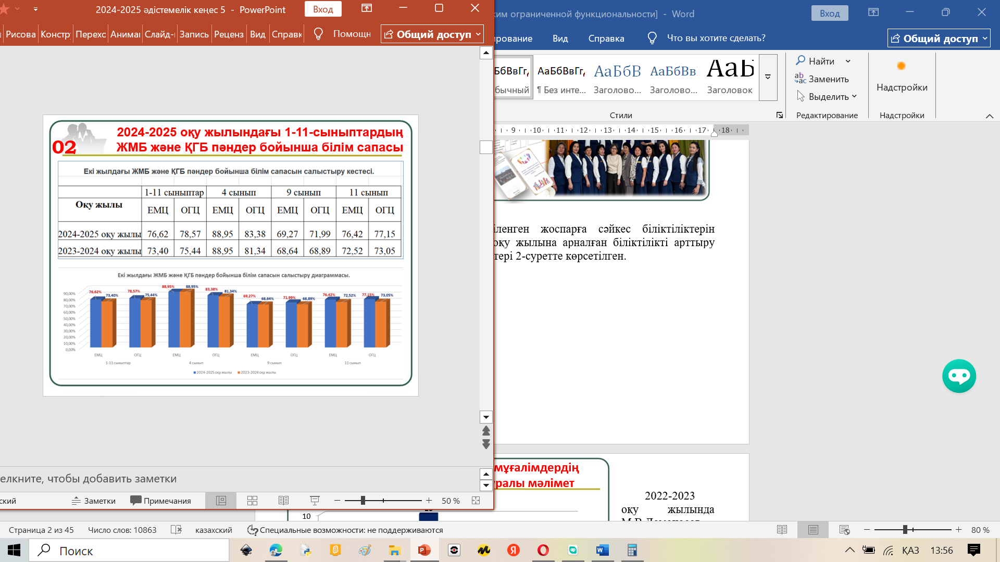 2024-2025 әдістемелік кеңес 5 - PowerPoint
Вход
Рисова
Констр
Перехс
Анимаг
Слайд-
Запись
Реценз
Вид
Справк
Помощн
Общий доступ
02
2024-2025 оқу жылындағы 1-11-сыныптардың
ЖМБ және ҚГБ пәндер бойынша білім сапасы
Екі жылдағы ЖМБ және ҚГБ пәндер бойынша білім сапасын салыстыру кестесі.
Оқу жылы 1-11 сыныптар 4 сынып 9 сынып 11 сынып
ЕМЦ ОГЦ ЕМЦ ОГЦ ЕМЦ ОГЦ ЕМЦ ОГЦ
2024-2025 оқу жылы 76,62 78,57 88,95 83,38 69,27 71,99 76,42 77,15
2023-2024 оқу жылы 73,40 75,44 88,95 81,34 68,64 68,89 72,52 73,05
Екі жылдағы ЖМБ және ҚГБ пәндер бойынша білім сапасын салыстыру диаграммасы.
90,00%
80,00%
70,00%
60,00%
50,00%
40,00%
30,00%
20,00%
10,00%
0,00%
76,62% 73,40% 78,57% 75,44% 88,95% 88,95% 83,38% 81,34% 69,27% 68,64% 71,99% 68,89% 76,42% 72,52% 77,15% 73,05%
ЕМЦ ОГЦ ЕМЦ ОГЦ ЕМЦ ОГЦ ЕМЦ ОГЦ
1-11 сыныптар 4 сынып 9 сынып 11 сынып
2024-2025 оқу жылы 2023-2024 оқу жылы
елкните, чтобы добавить заметки
ский
Заметки
Примечания
50 %
ким ограниченной функциональности] - Word
Вход
ирование
Вид
Справка
Что вы хотите сделать?
Общий доступ
БбВвГг, АаБбВвГг, АаБбВ АаБбВв АаБ
бычный ¶ Без инте... Заголово... Заголово... Заголовок
Стили
Найти
Заменить
Выделить
Редактирование
Надстройки
Надстройки
9 10 11 12 13 14 15 16 17 18
іленген жоспарға сәйкес біліктіліктерін
оқу жылына арналған біліктілікті арттыру
тері 2-суретте көрсетілген.
мұғалімдердің
уралы мәлімет
2022-2023
оқу жылында
10
Страница 2 из 45
Число слов: 10863
казахский
Специальные возможности: не поддерживаются
80 %
Поиск
ҚАЗ
13:56